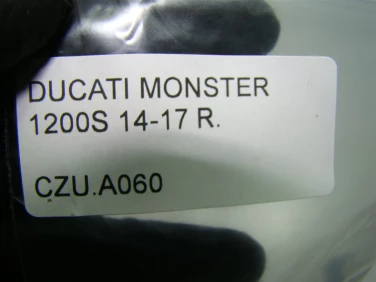 DUCATI MONSTER
1200S 14-17 R.
CZU.A060